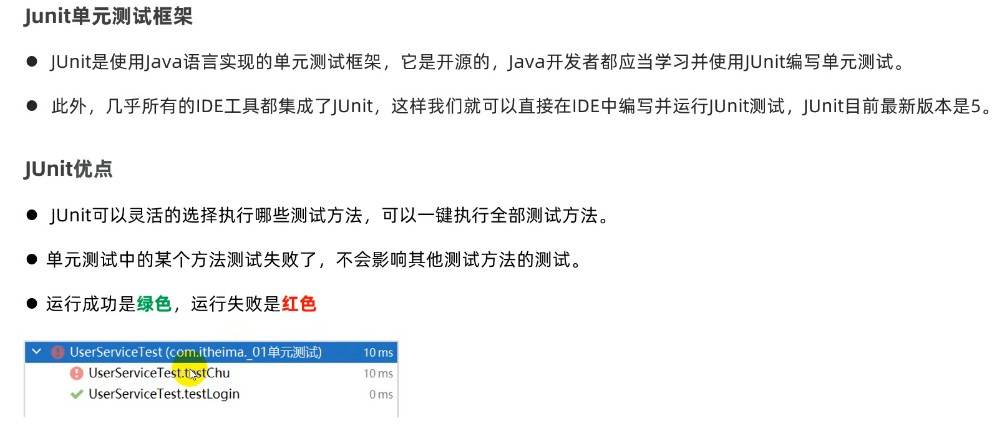 Junit单元测试框架
● JUnit是使用Java语言实现的单元测试框架，它是开源的，Java开发者都应当学习并使用JUnit编写单元测试。
● 此外，几乎所有的IDE工具都集成了JUnit，这样我们就可以直接在IDE中编写并运行JUnit测试，JUnit目前最新版本是5。
JUnit优点
● JUnit可以灵活的选择执行哪些测试方法，可以一键执行全部测试方法。
● 单元测试中的某个方法测试失败了，不会影响其他测试方法的测试。
● 运行成功是绿色，运行失败是红色
UserServiceTest (com.itheima._01单元测试) 10 ms
UserServiceTest.testChu 10 ms
UserServiceTest.testLogin 0 ms